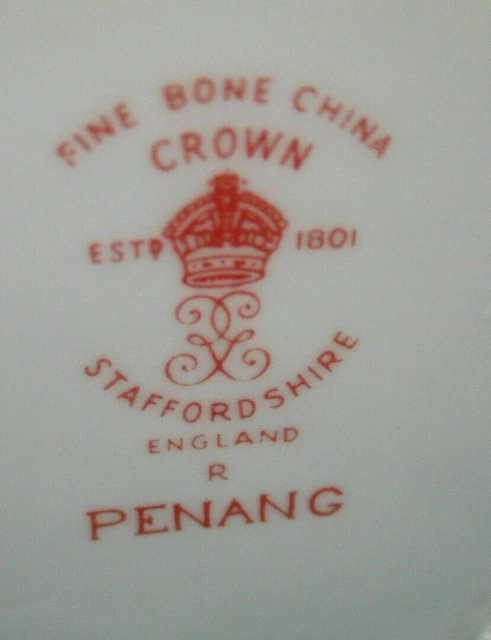 FINE BONE CHINA
CROWN
ESTD 1801
STAFFORDSHIRE
ENGLAND
R
PENANG